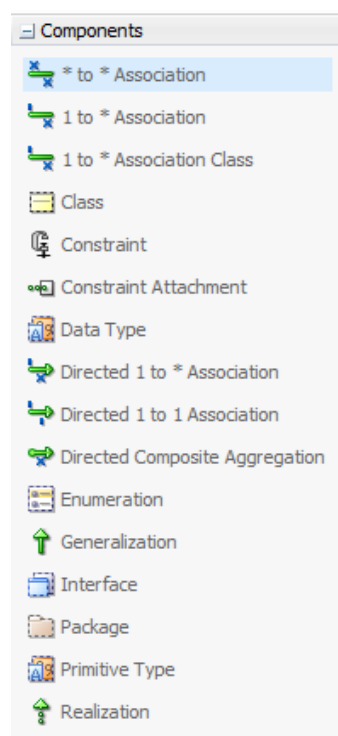 Components
* to * Association
1 to * Association
1 to * Association Class
Class
Constraint
Constraint Attachment
Data Type
Directed 1 to * Association
Directed 1 to 1 Association
Directed Composite Aggregation
Enumeration
Generalization
Interface
Package
Primitive Type
Realization